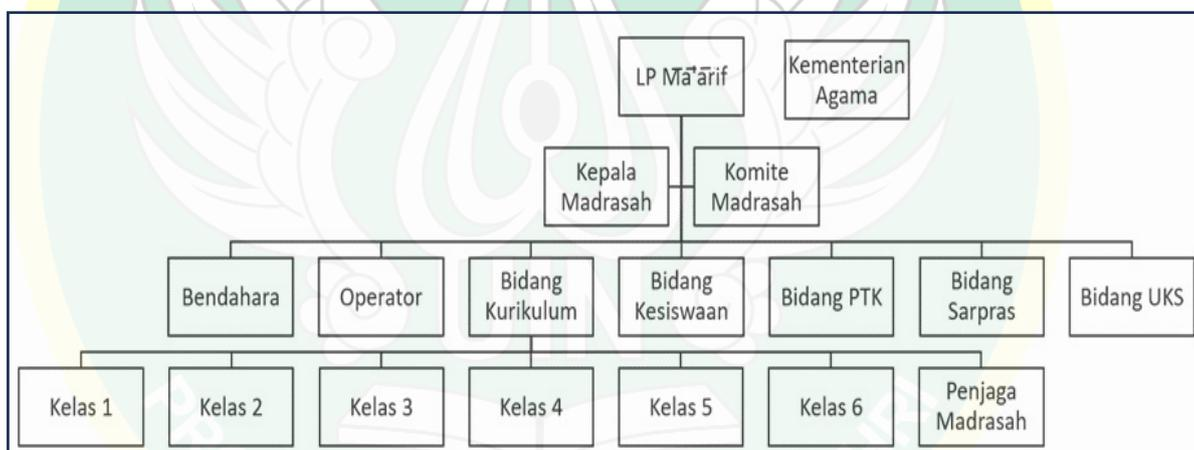 LP Ma'arif
Kementerian
Agama
Kepala
Madrasah
Komite
Madrasah
Bendahara
Operator
Bidang
Kurikulum
Bidang
Kesiswaan
Bidang PTK
Bidang
Sarpras
Bidang UKS
Kelas 1
Kelas 2
Kelas 3
Kelas 4
Kelas 5
Kelas 6
Penjaga
Madrasah
UIN